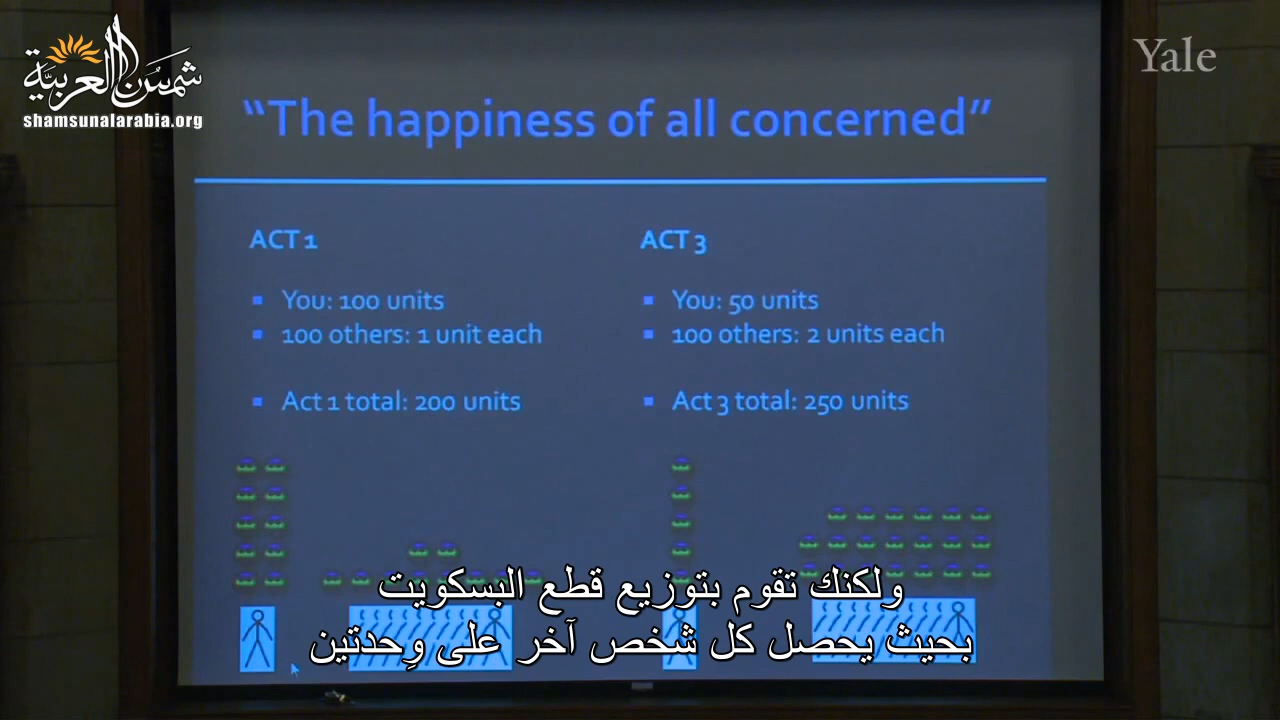 شمس العربية
shamsunalarabia.org
Yale
“The happiness of all concerned”
ACT 1
▪ You: 100 units
▪ 100 others: 1 unit each
▪ Act 1 total: 200 units
ACT 3
▪ You: 50 units
▪ 100 others: 2 units each
▪ Act 3 total: 250 units
ولكنك تقوم بتوزيع قطع البسكويت
بحيث يحصل كل شخص آخر على وِحدتين